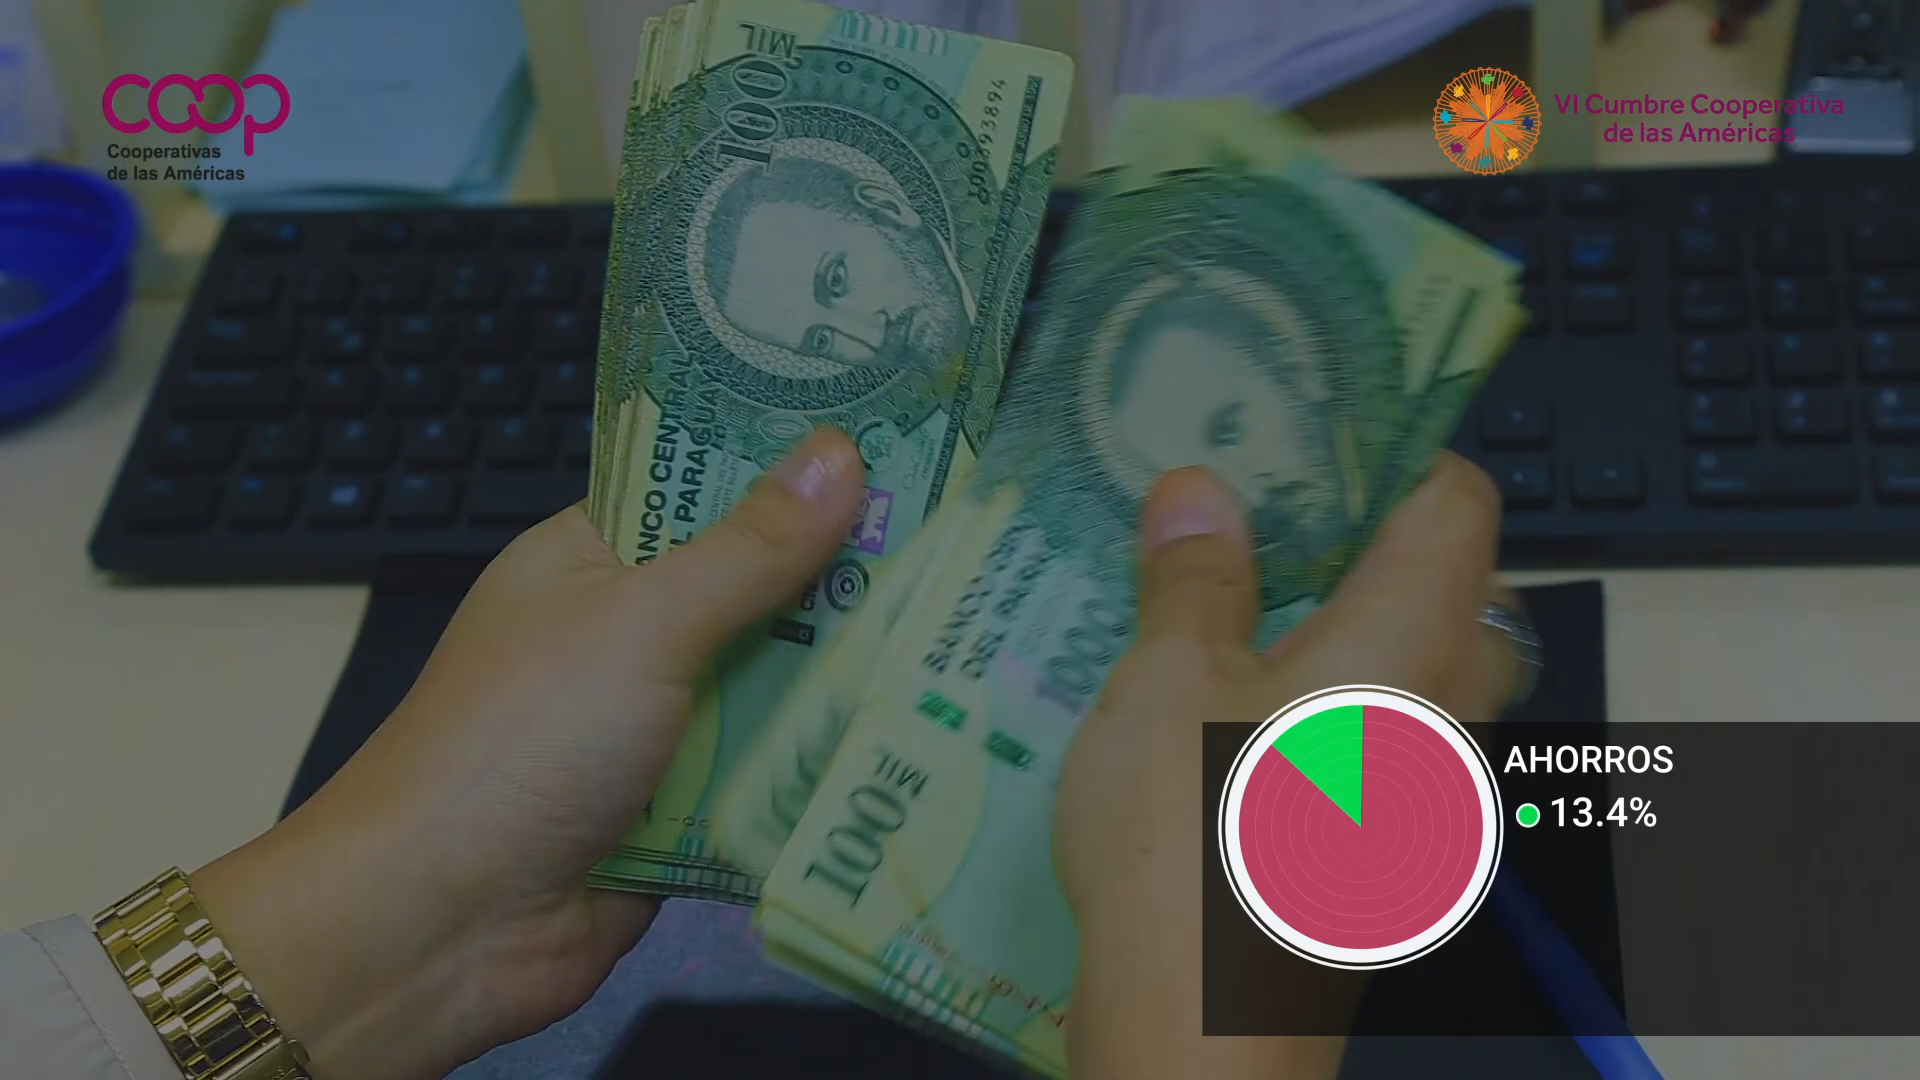 coop
Cooperativas
de las Américas
VI Cumbre Cooperativa
de las Américas
100
MIL
BANCO CENTRAL
DEL PARAGUAY
100
MIL
AHORROS
13.4%